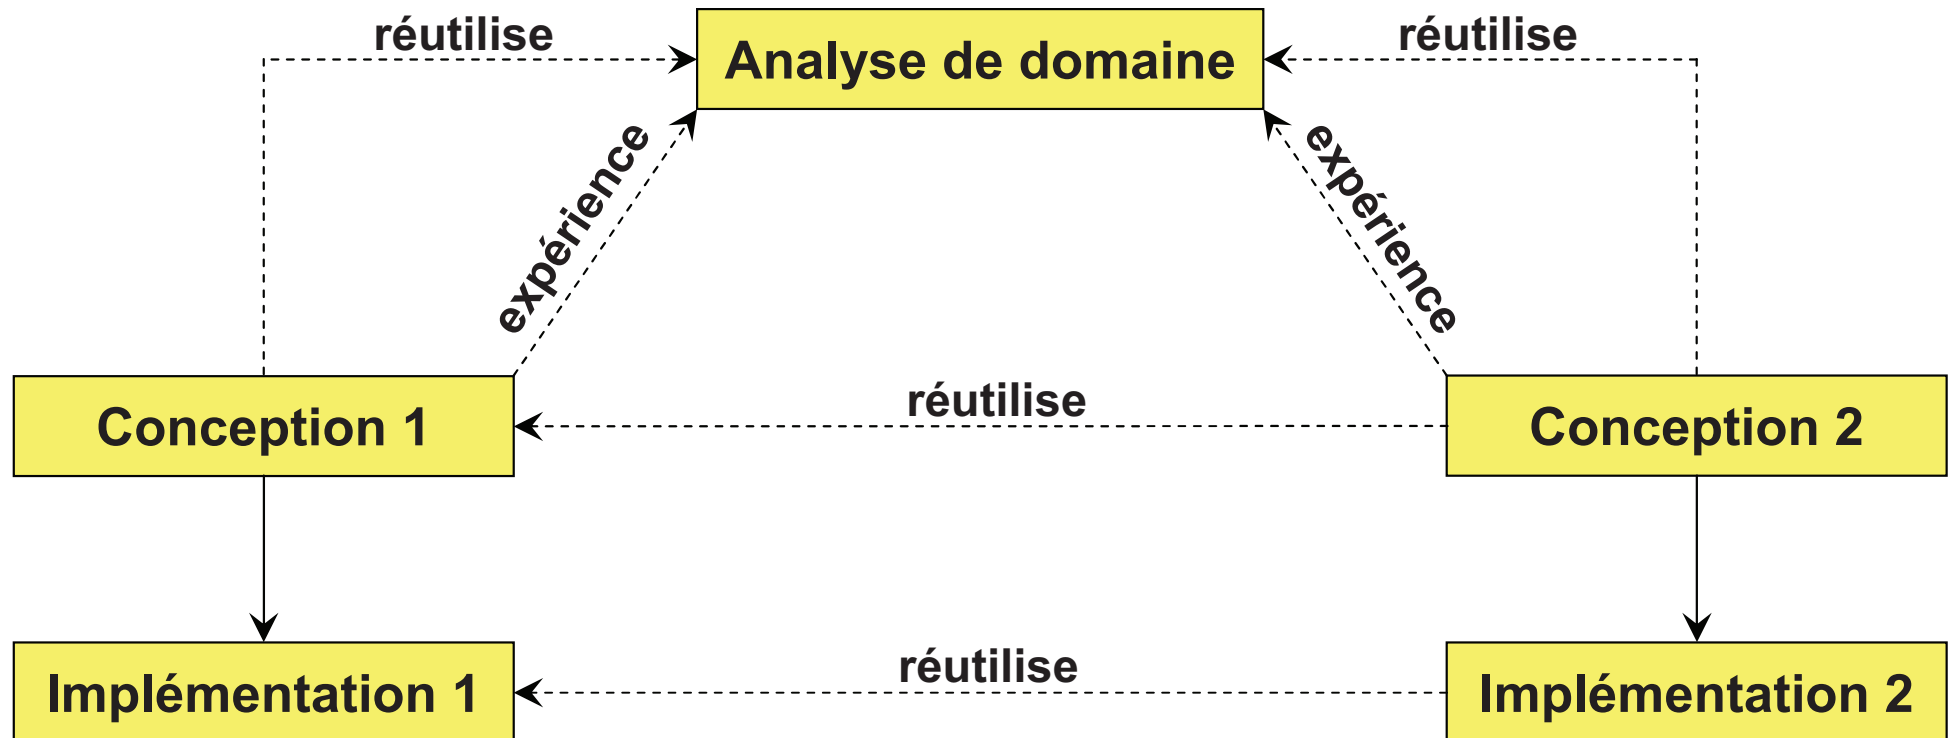 réutilise
réutilise
Analyse de domaine
expérience
expérience
réutilise
Conception 1
Conception 2
réutilise
Implémentation 1
Implémentation 2